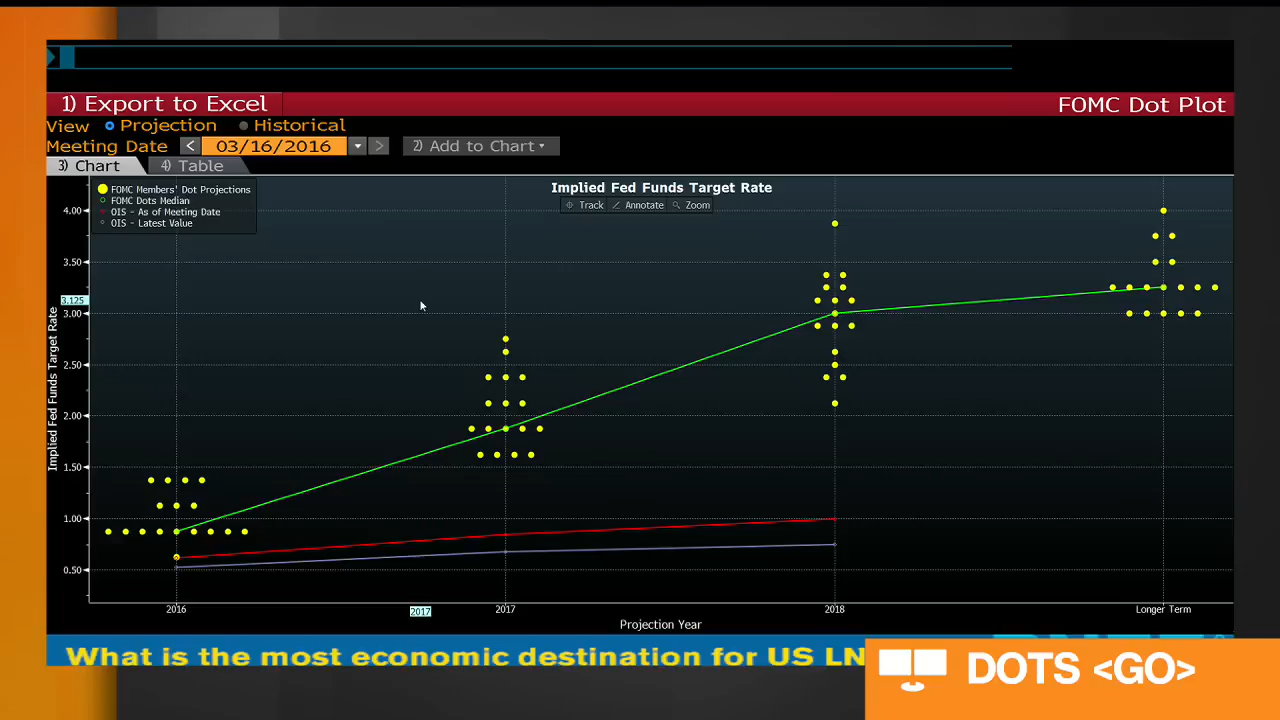 1) Export to Excel
FOMC Dot Plot
View Projection Historical
Meeting Date < 03/16/2016 > 2) Add to Chart
3) Chart 4) Table
Implied Fed Funds Target Rate
Track Annotate Zoom
FOMC Members' Dot Projections
FOMC Dots Median
OIS - As of Meeting Date
OIS - Latest Value
Implied Fed Funds Target Rate
4.00
3.50
3.125
3.00
2.50
2.00
1.50
1.00
0.50
2016 2017 2017 2018 Longer Term
Projection Year
What is the most economic destination for US LN
DOTS <GO>